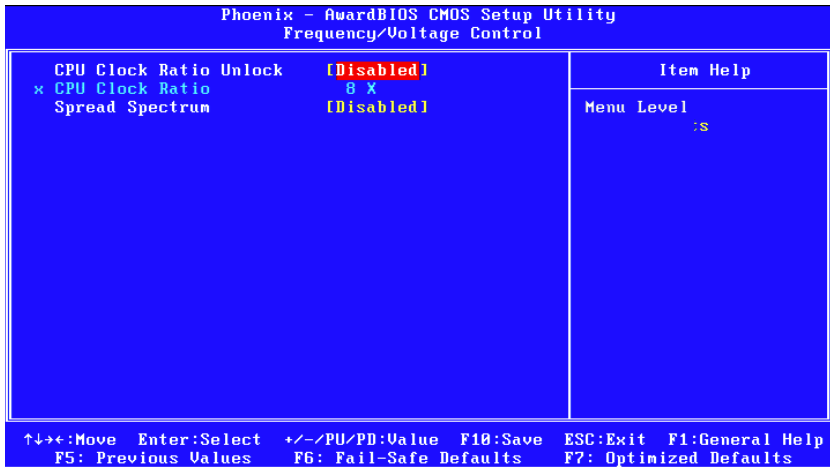 Phoenix - AwardBIOS CMOS Setup Utility
Frequency/Voltage Control
CPU Clock Ratio Unlock [Disabled]
x CPU Clock Ratio 8 X
Spread Spectrum [Disabled]
Item Help
Menu Level
:s
↑↓→←:Move Enter:Select +/-/PU/PD:Value F10:Save ESC:Exit F1:General Help
F5: Previous Values F6: Fail-Safe Defaults F7: Optimized Defaults